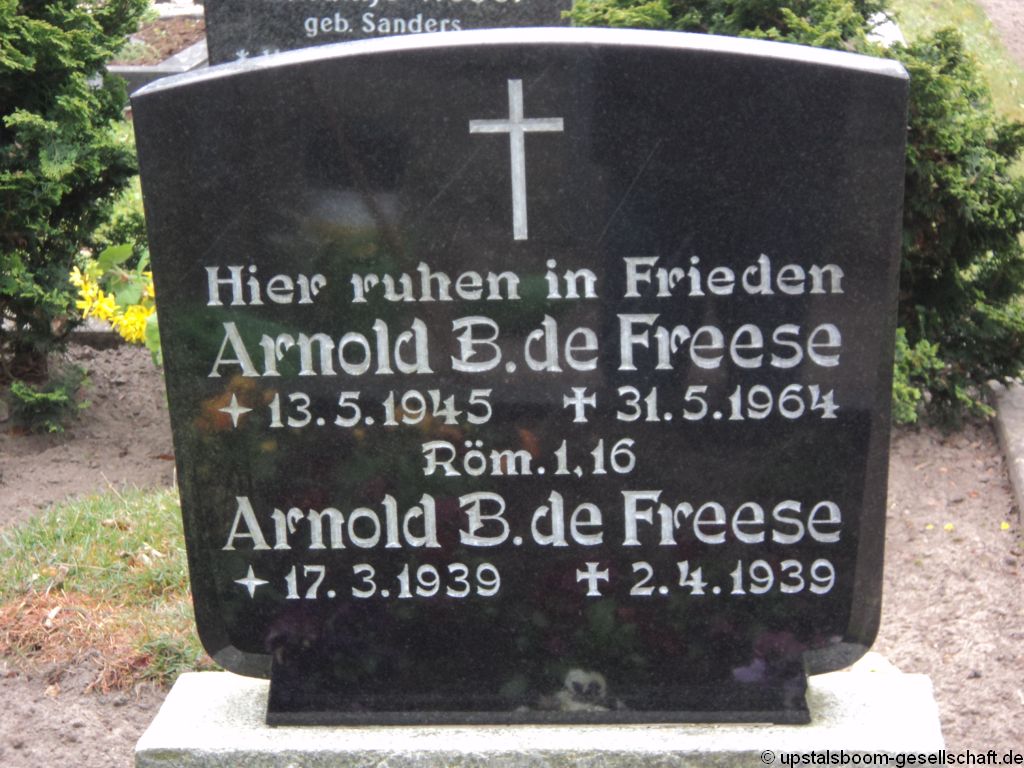 geb. Sanders
Hier ruhen in Frieden
Arnold B. de Freese
13.5.1945 ✝ 31.5.1964
Röm. 1,16
Arnold B. de Freese
17.3.1939 ✝ 2.4.1939
© upstalsboom-gesellschaft.de